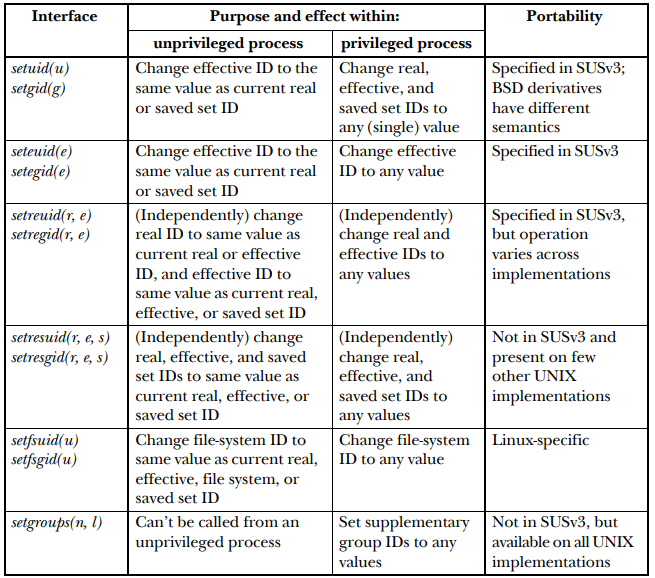 Interface
Purpose and effect within:
Portability
unprivileged process
privileged process
setuid(u)
setgid(g)
Change effective ID to the
same value as current real
or saved set ID
Change real,
effective, and
saved set IDs to
any (single) value
Specified in SUSv3;
BSD derivatives
have different
semantics
seteuid(e)
setegid(e)
Change effective ID to the
same value as current real
or saved set ID
Change effective
ID to any value
Specified in SUSv3
setreuid(r, e)
setregid(r, e)
(Independently) change
real ID to same value as
current real or effective
ID, and effective ID to
same value as current real,
effective, or saved set ID
(Independently)
change real and
effective IDs to
any values
Specified in SUSv3,
but operation
varies across
implementations
setresuid(r, e, s)
setresgid(r, e, s)
(Independently) change
real, effective, and saved
set IDs to same value as
current real, effective, or
saved set ID
(Independently)
change real,
effective, and
saved set IDs to
any values
Not in SUSv3 and
present on few
other UNIX
implementations
setfsuid(u)
setfsgid(u)
Change file-system ID to
same value as current real,
effective, file system, or
saved set ID
Change file-system
ID to any value
Linux-specific
setgroups(n, l)
Can’t be called from an
unprivileged process
Set supplementary
group IDs to any
values
Not in SUSv3, but
available on all UNIX
implementations